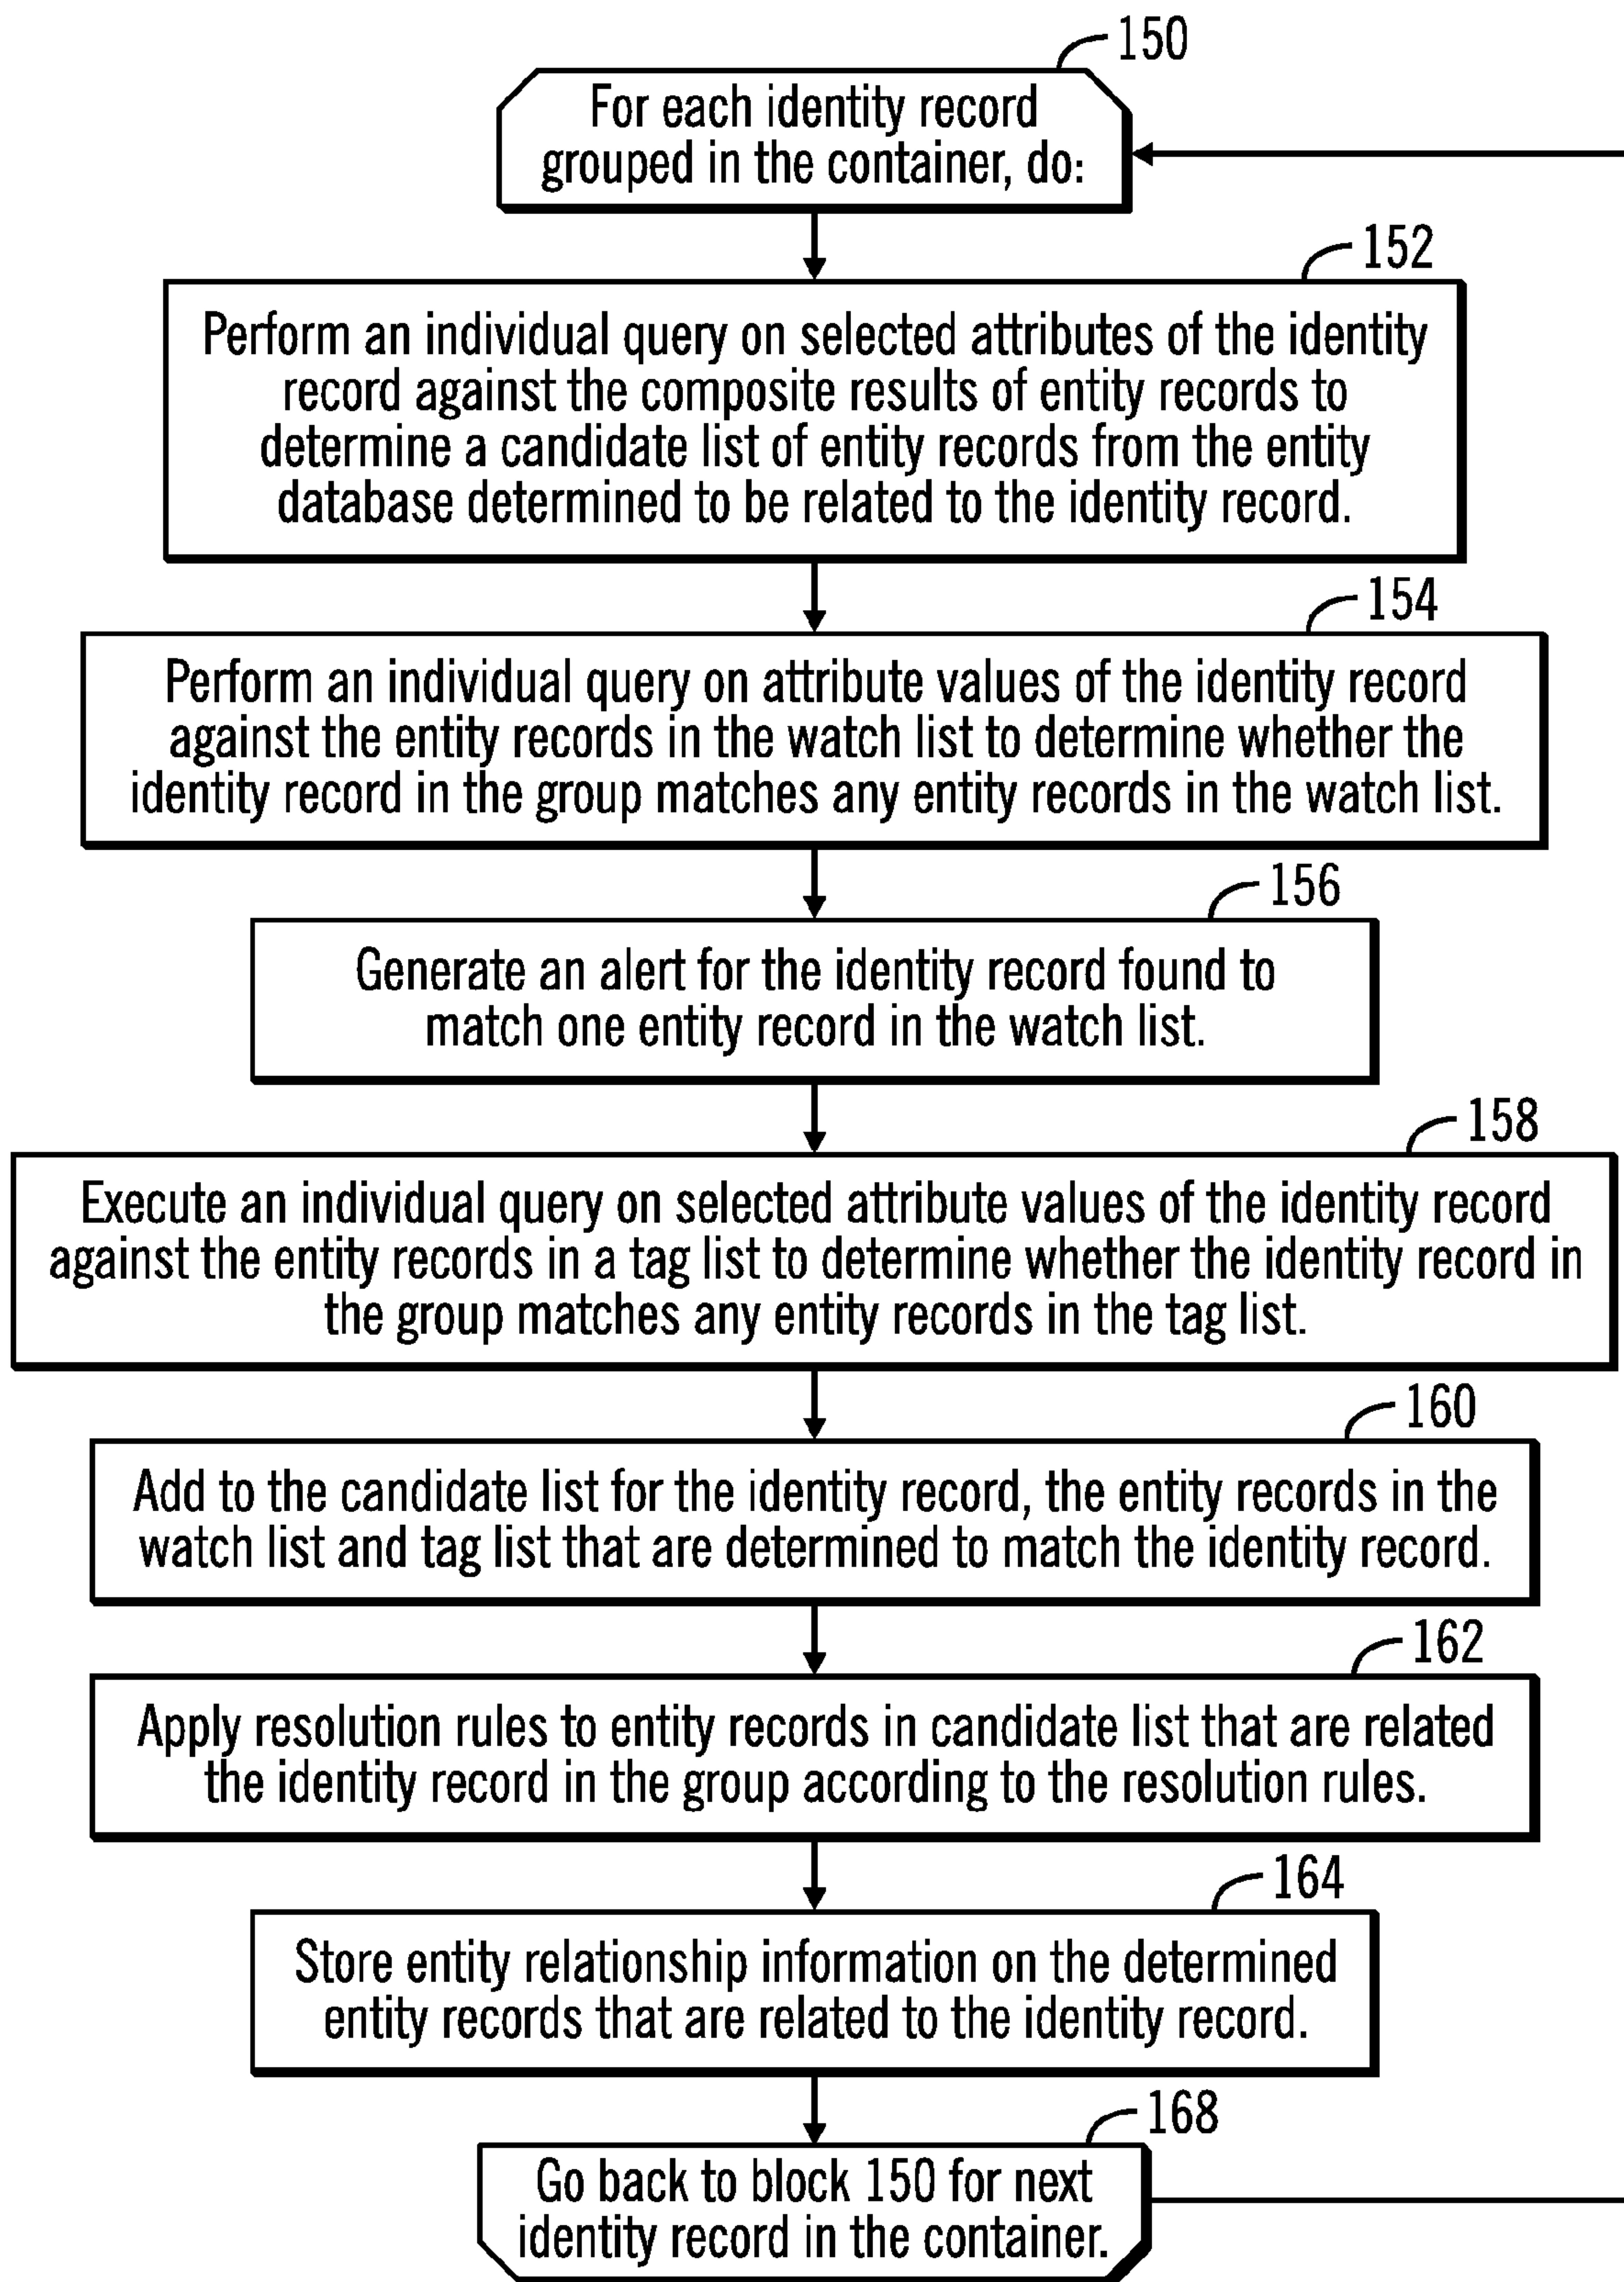 150
For each identity record
grouped in the container, do:
152
Perform an individual query on selected attributes of the identity
record against the composite results of entity records to
determine a candidate list of entity records from the entity
database determined to be related to the identity record.
154
Perform an individual query on attribute values of the identity record
against the entity records in the watch list to determine whether the
identity record in the group matches any entity records in the watch list.
156
Generate an alert for the identity record found to
match one entity record in the watch list.
158
Execute an individual query on selected attribute values of the identity record
against the entity records in a tag list to determine whether the identity record in
the group matches any entity records in the tag list.
160
Add to the candidate list for the identity record, the entity records in the
watch list and tag list that are determined to match the identity record.
162
Apply resolution rules to entity records in candidate list that are related
the identity record in the group according to the resolution rules.
164
Store entity relationship information on the determined
entity records that are related to the identity record.
168
Go back to block 150 for next
identity record in the container.